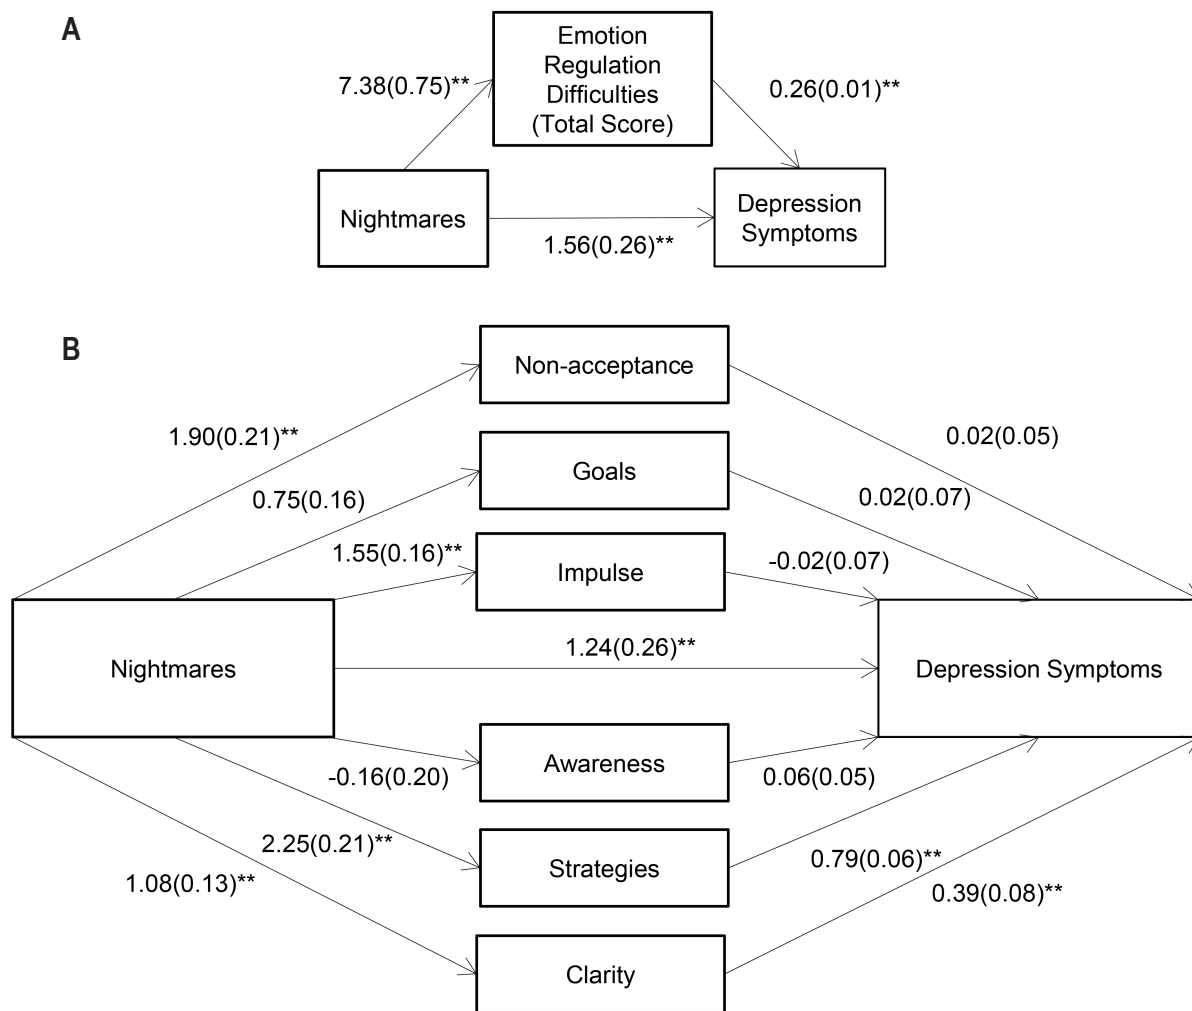 A
Emotion
Regulation
Difficulties
(Total Score)
7.38(0.75)**
0.26(0.01)**
Nightmares
Depression
Symptoms
1.56(0.26)**
B
Non-acceptance
1.90(0.21)**
0.02(0.05)
Goals
0.75(0.16)
0.02(0.07)
1.55(0.16)**
Impulse
-0.02(0.07)
1.24(0.26)**
Nightmares
Depression Symptoms
Awareness
-0.16(0.20)
0.06(0.05)
2.25(0.21)**
Strategies
0.79(0.06)**
1.08(0.13)**
0.39(0.08)**
Clarity